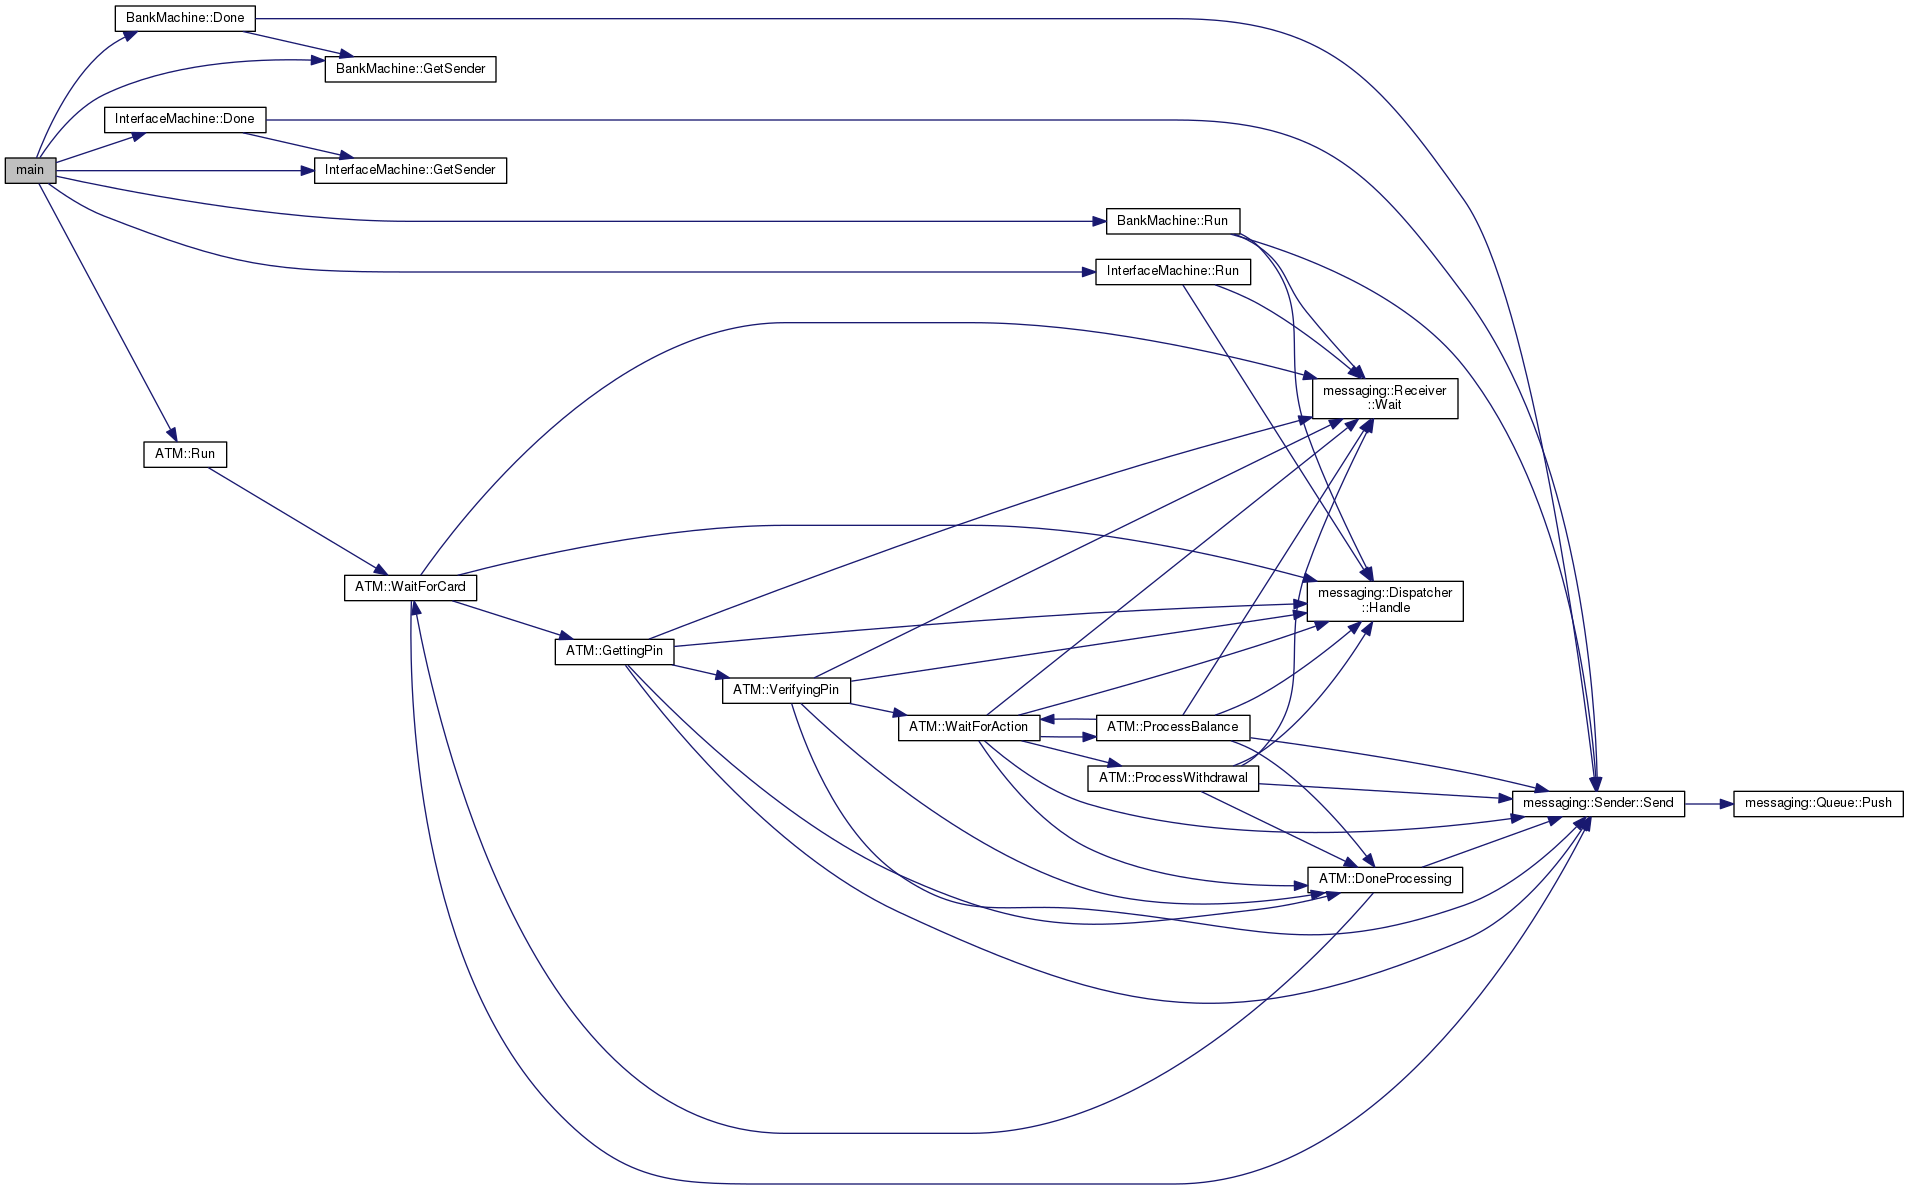 BankMachine::Done
BankMachine::GetSender
InterfaceMachine::Done
main
InterfaceMachine::GetSender
BankMachine::Run
InterfaceMachine::Run
messaging::Receiver
::Wait
ATM::Run
ATM::WaitForCard
messaging::Dispatcher
::Handle
ATM::GettingPin
ATM::VerifyingPin
ATM::WaitForAction
ATM::ProcessBalance
ATM::ProcessWithdrawal
messaging::Sender::Send
messaging::Queue::Push
ATM::DoneProcessing